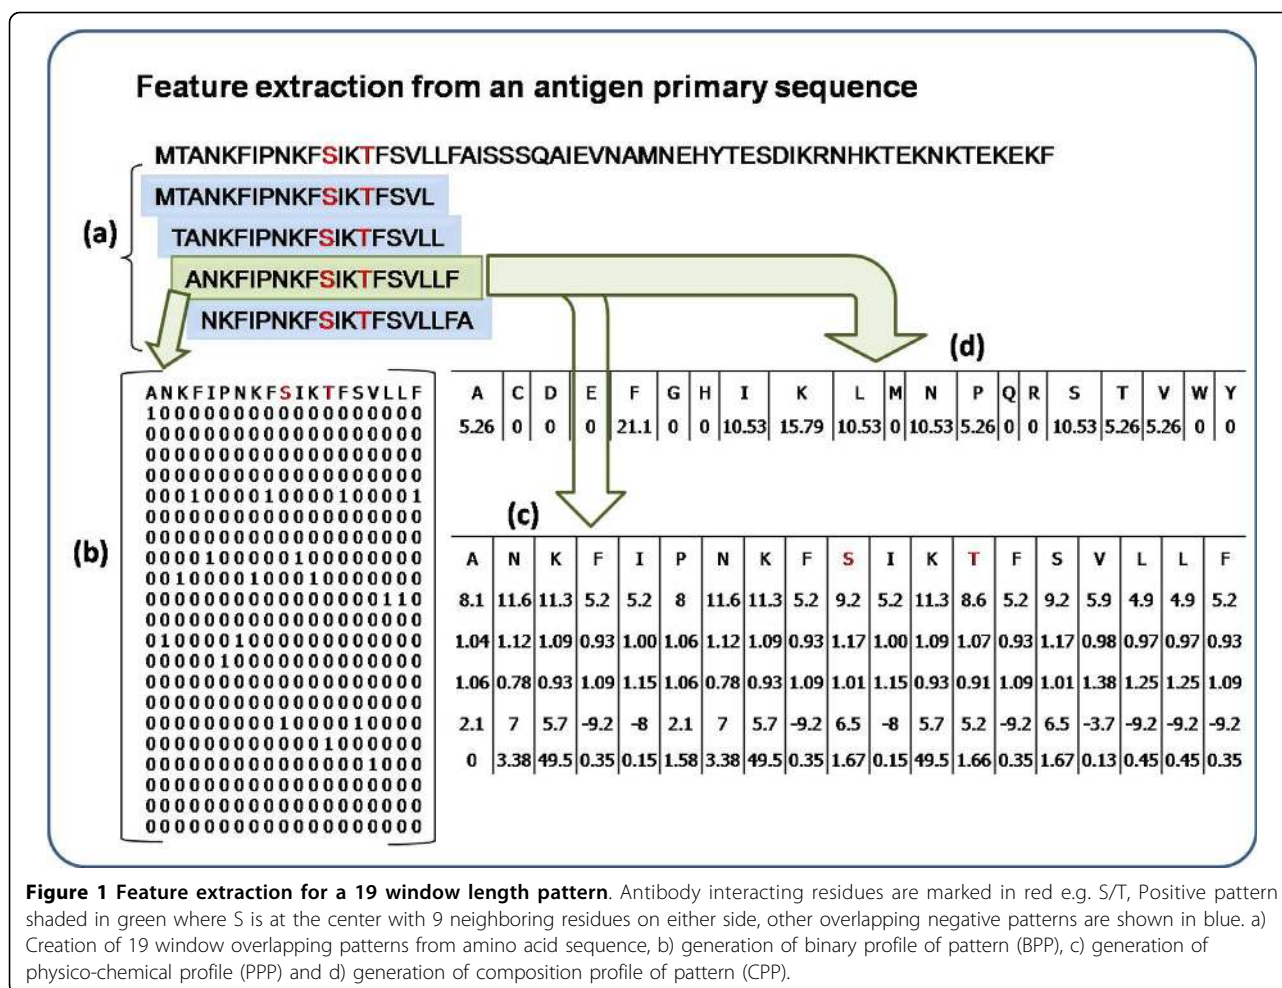 Feature extraction from an antigen primary sequence
MTANKFIPNKFSIKTFSVLLFAISSSQAIEVNAMNEHYTESDIKRNHKTEKNKTEKEKF
(a)
MTANKFIPNKFSIKTFSVL
TANKFIPNKFSIKTFSVLL
ANKFIPNKFSIKTFSVLLF
NKFIPNKFSIKTFSVLLFA
(b)
ANKFIPNKFSIKTFSVLLF
1000000000000000000
0000000000000000000
0000000000000000000
0000000000000000000
0001000010000100001
0000000000000000000
0000000000000000000
0000100000100000000
0010000100010000000
0000000000000000110
0000000000000000000
0100001000000000000
0000010000000000000
0000000000000000000
0000000000000000000
0000000001000010000
0000000000001000000
0000000000000001000
0000000000000000000
0000000000000000000
0000000000000000000
(d)
A C D E F G H I K L M N P Q R S T V W Y
5.26 0 0 0 21.1 0 0 10.53 15.79 10.53 0 10.53 5.26 0 0 10.53 5.26 5.26 0 0
(c)
A N K F I P N K F S I K T F S V L L F
8.1 11.6 11.3 5.2 5.2 8 11.6 11.3 5.2 9.2 5.2 11.3 8.6 5.2 9.2 5.9 4.9 4.9 5.2
1.04 1.12 1.09 0.93 1.00 1.06 1.12 1.09 0.93 1.17 1.00 1.09 1.07 0.93 1.17 0.98 0.97 0.97 0.93
1.06 0.78 0.93 1.09 1.15 1.06 0.78 0.93 1.09 1.01 1.15 0.93 0.91 1.09 1.01 1.38 1.25 1.25 1.09
2.1 7 5.7 -9.2 -8 2.1 7 5.7 -9.2 6.5 -8 5.7 5.2 -9.2 6.5 -3.7 -9.2 -9.2 -9.2
0 3.38 49.5 0.35 0.15 1.58 3.38 49.5 0.35 1.67 0.15 49.5 1.66 0.35 1.67 0.13 0.45 0.45 0.35
Figure 1 Feature extraction for a 19 window length pattern. Antibody interacting residues are marked in red e.g. S/T, Positive pattern
shaded in green where S is at the center with 9 neighboring residues on either side, other overlapping negative patterns are shown in blue. a)
Creation of 19 window overlapping patterns from amino acid sequence, b) generation of binary profile of pattern (BPP), c) generation of
physico-chemical profile (PPP) and d) generation of composition profile of pattern (CPP).